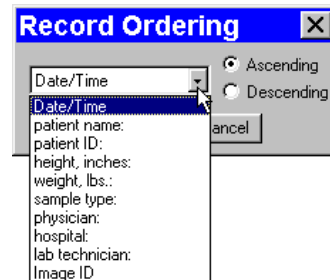 Record Ordering
Date/Time
Ascending
Descending
Date/Time
patient name:
patient ID:
height, inches:
weight, lbs.:
sample type:
physician:
hospital:
lab technician:
Image ID
ancel